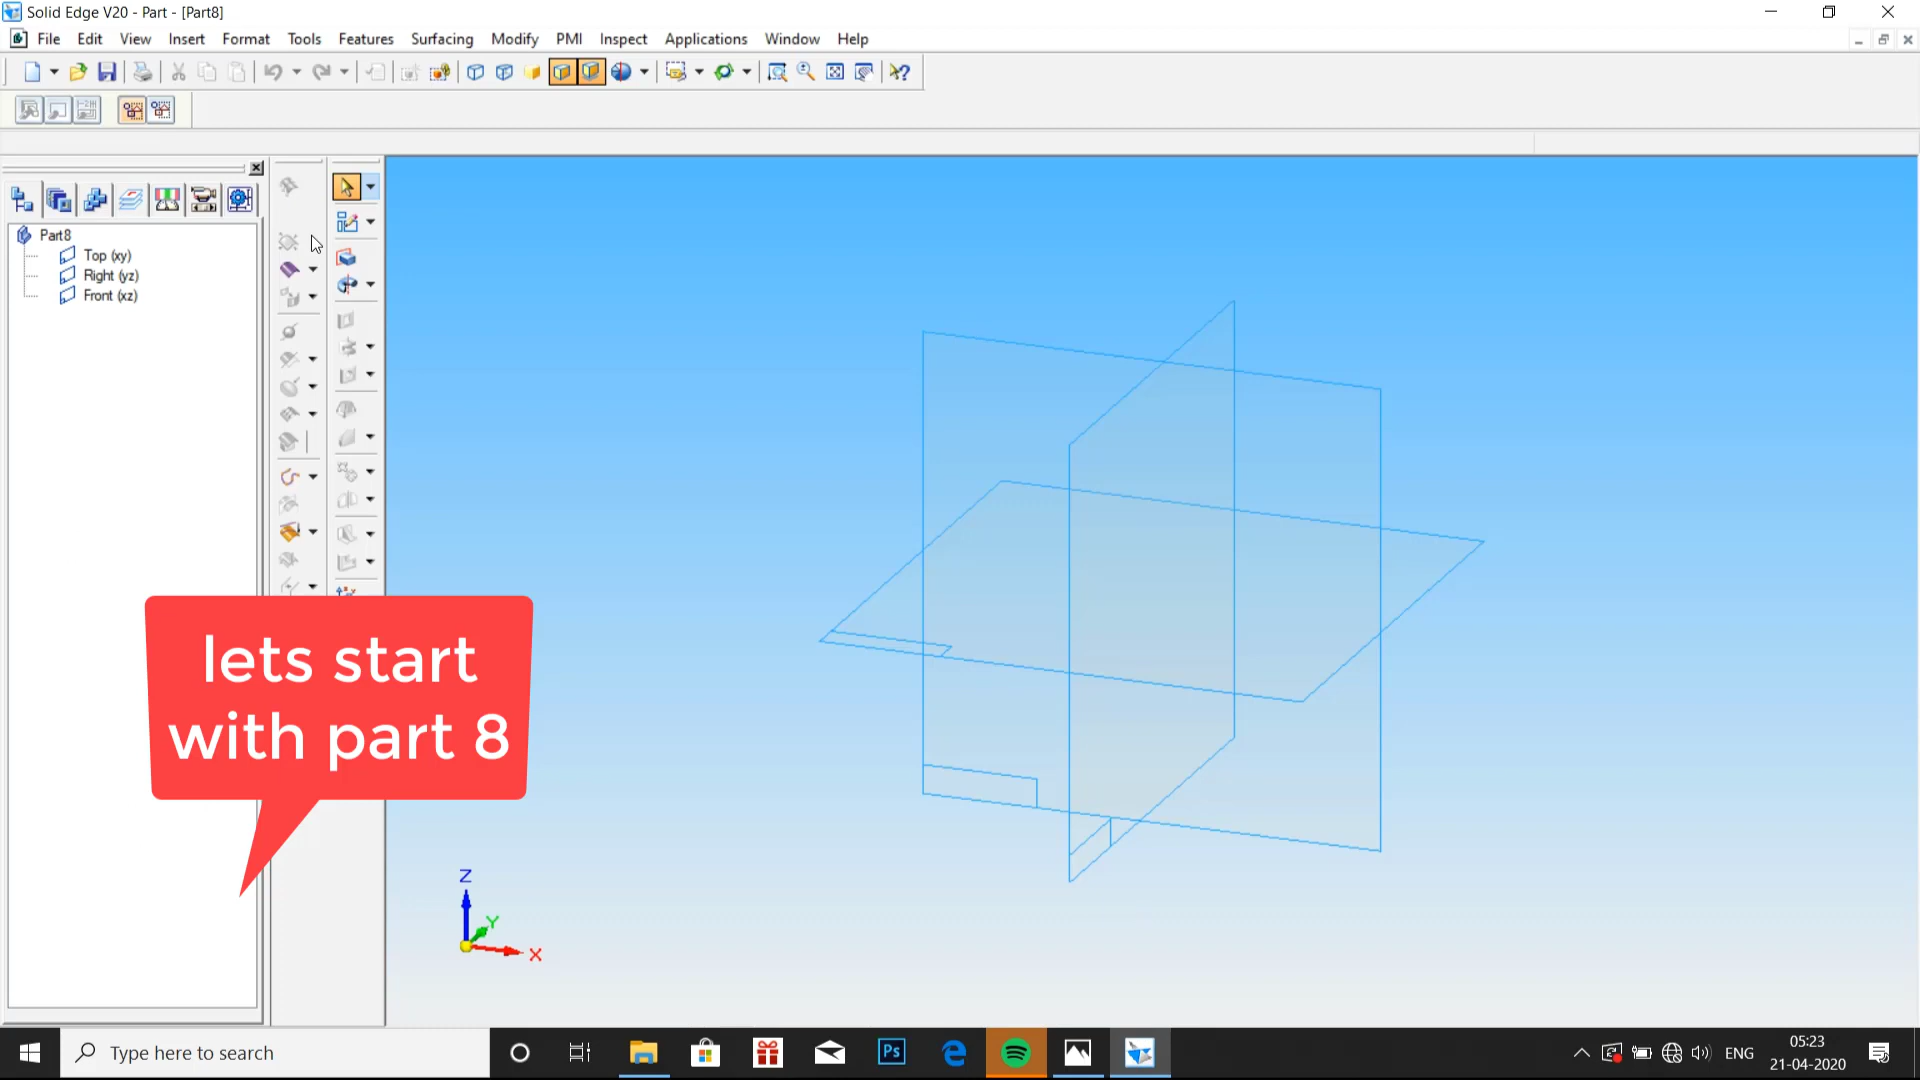 Solid Edge V20 - Part - [Part8]
File Edit View Insert Format Tools Features Surfacing Modify PMI Inspect Applications Window Help
Part8
Top (xy)
Right (yz)
Front (xz)
lets start
with part 8
Z
Y
X
Type here to search
Ps
ENG
05:23
21-04-2020